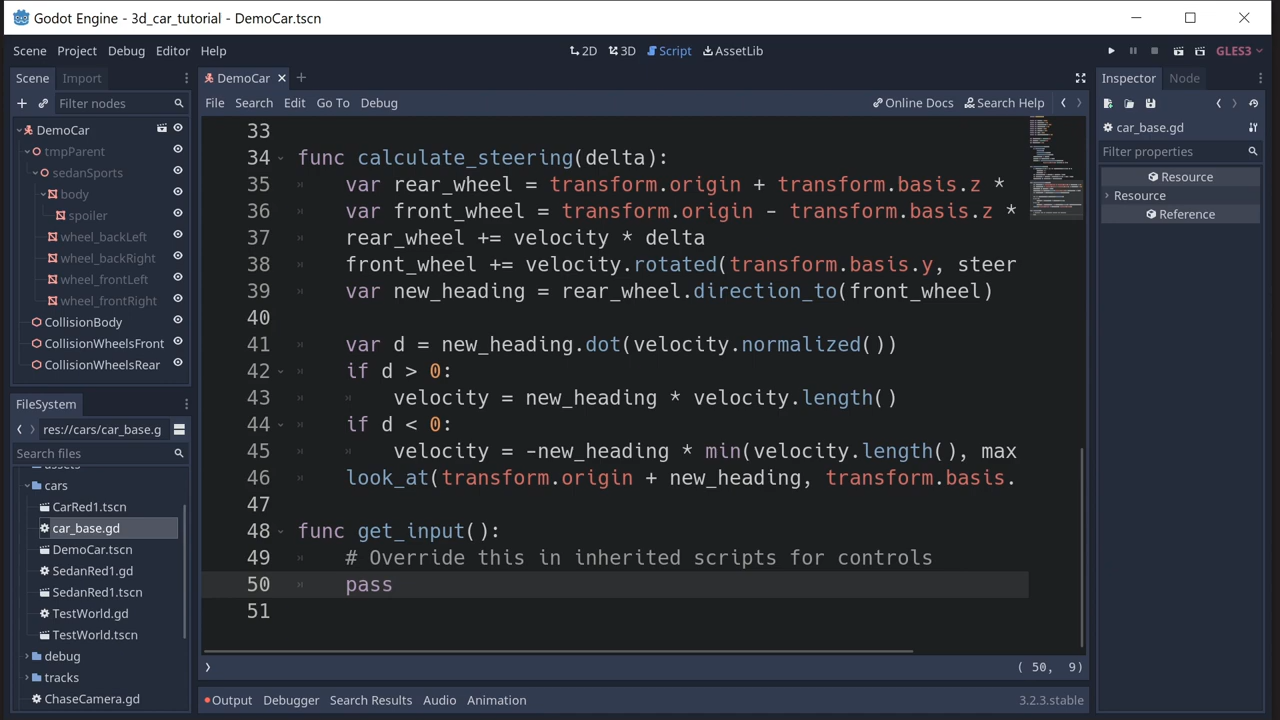 Godot Engine - 3d_car_tutorial - DemoCar.tscn
Scene Project Debug Editor Help
2D 3D Script AssetLib
GLES3
Scene Import
Filter nodes
DemoCar
tmpParent
sedanSports
body
spoiler
wheel_backLeft
wheel_backRight
wheel_frontLeft
wheel_frontRight
CollisionBody
CollisionWheelsFront
CollisionWheelsRear
FileSystem
res://cars/car_base.g
Search files
assets
cars
CarRed1.tscn
car_base.gd
DemoCar.tscn
SedanRed1.gd
SedanRed1.tscn
TestWorld.gd
TestWorld.tscn
debug
tracks
ChaseCamera.gd
DemoCar
File Search Edit Go To Debug
Online Docs Search Help
33
34 func calculate_steering(delta):
35 var rear_wheel = transform.origin + transform.basis.z *
36 var front_wheel = transform.origin - transform.basis.z *
37 rear_wheel += velocity * delta
38 front_wheel += velocity.rotated(transform.basis.y, steer
39 var new_heading = rear_wheel.direction_to(front_wheel)
40
41 var d = new_heading.dot(velocity.normalized())
42 if d > 0:
43 velocity = new_heading * velocity.length()
44 if d < 0:
45 velocity = -new_heading * min(velocity.length(), max
46 look_at(transform.origin + new_heading, transform.basis.
47
48 func get_input():
49 # Override this in inherited scripts for controls
50 pass
51
( 50, 9)
Output Debugger Search Results Audio Animation
3.2.3.stable
Inspector Node
car_base.gd
Filter properties
Resource
Resource
Reference